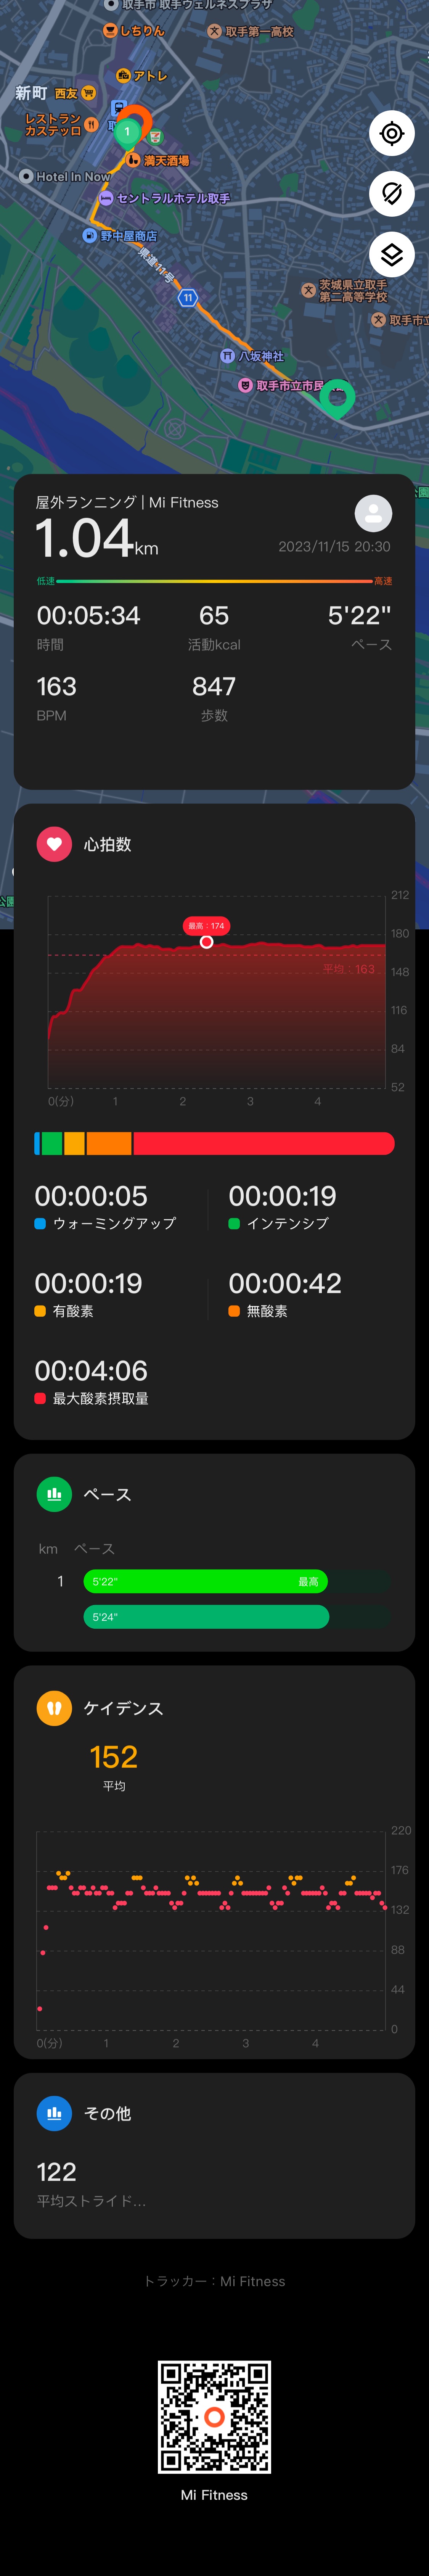 取手市 取手ウェルネスプラザ
しちりん
取手第一高校
アトレ
新町
西友
レストラン
カステッロ
取
1
満天酒場
Hotel In Now
セントラルホテル取手
野中屋商店
県道11号
11
茨城県立取手
第二高等学校
取手市立
八坂神社
取手市立市民
公園
屋外ランニング | Mi Fitness
1.04km
2023/11/15 20:30
低速
高速
00:05:34
65
5'22"
時間
活動kcal
ペース
163
847
BPM
歩数
公園
心拍数
212
最高：174
180
平均：163
148
116
84
52
0(分)
1
2
3
4
00:00:05
00:00:19
ウォーミングアップ
インテンシブ
00:00:19
00:00:42
有酸素
無酸素
00:04:06
最大酸素摂取量
ペース
km ペース
1
5'22"
最高
5'24"
ケイデンス
152
平均
220
176
132
88
44
0
0(分)
1
2
3
4
その他
122
平均ストライド...
トラッカー：Mi Fitness
Mi Fitness